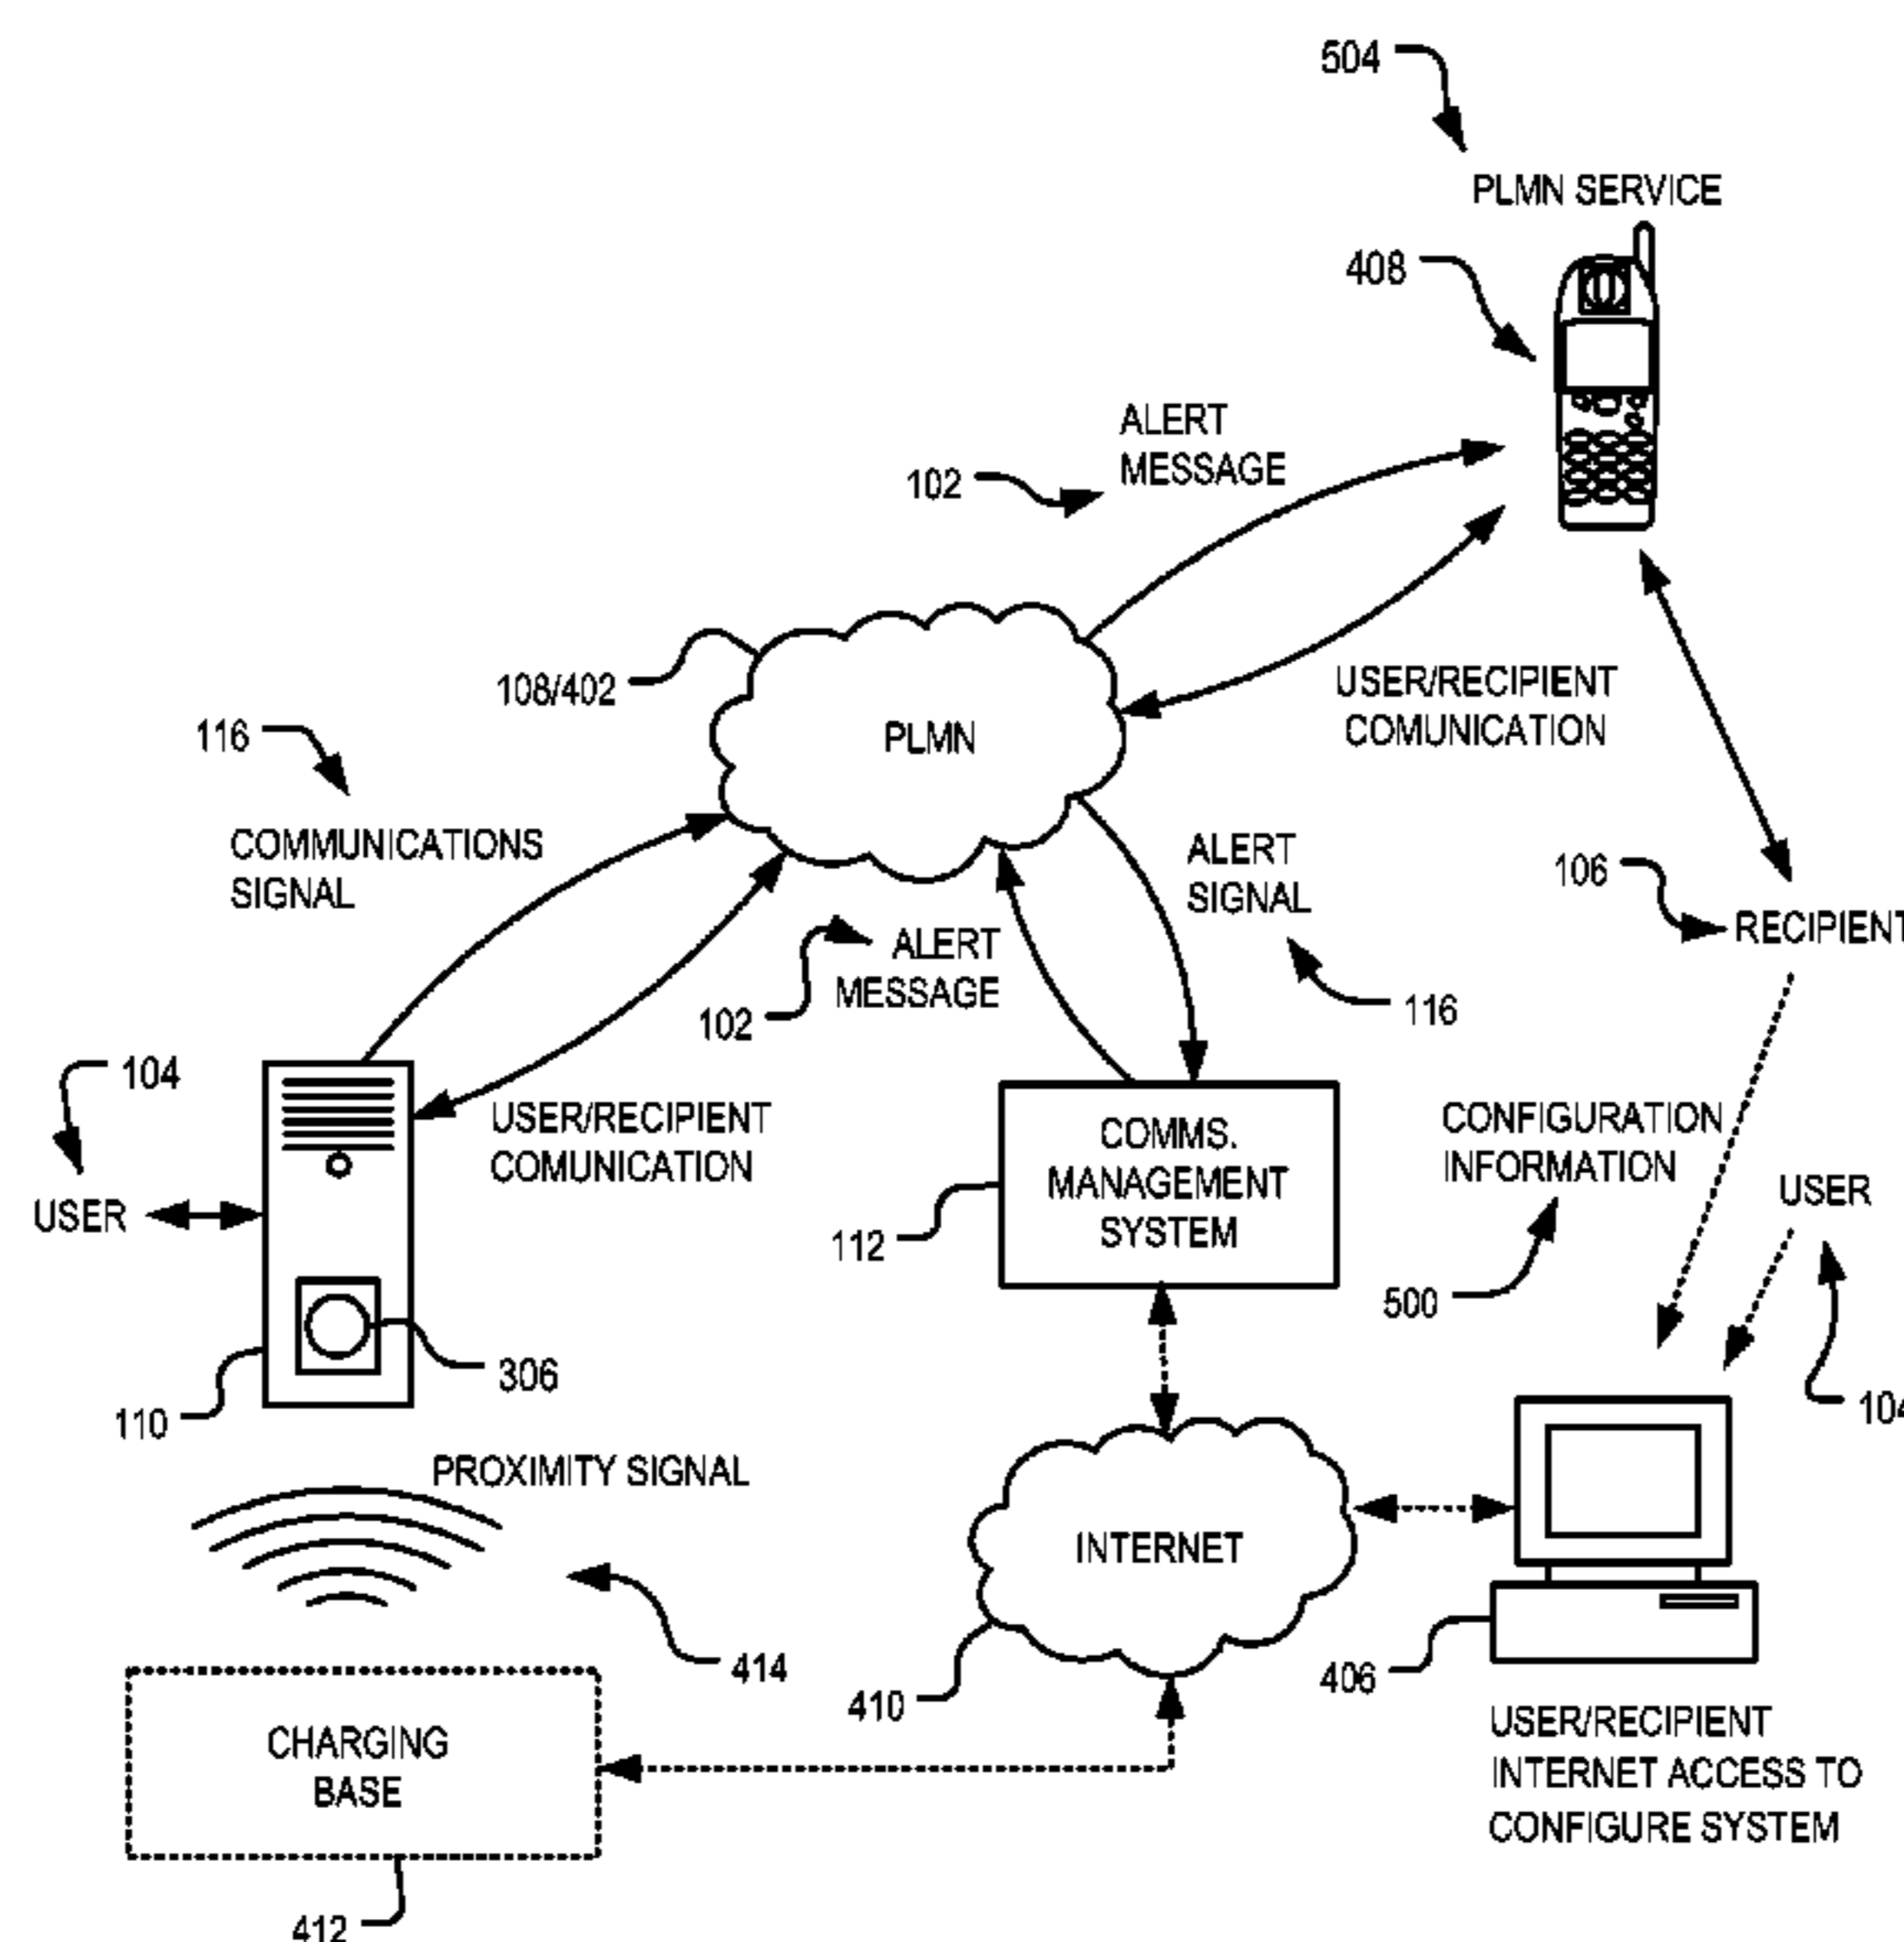 504
PLMN SERVICE
408
ALERT
MESSAGE
102
108/402
PLMN
USER/RECIPIENT
COMUNICATION
116
COMMUNICATIONS
SIGNAL
ALERT
SIGNAL
106
RECIPIENT
ALERT
MESSAGE
102
116
104
USER
USER/RECIPIENT
COMUNICATION
COMMS.
MANAGEMENT
SYSTEM
112
CONFIGURATION
INFORMATION
USER
500
306
110
104
PROXIMITY SIGNAL
INTERNET
414
410
406
CHARGING
BASE
USER/RECIPIENT
INTERNET ACCESS TO
CONFIGURE SYSTEM
412